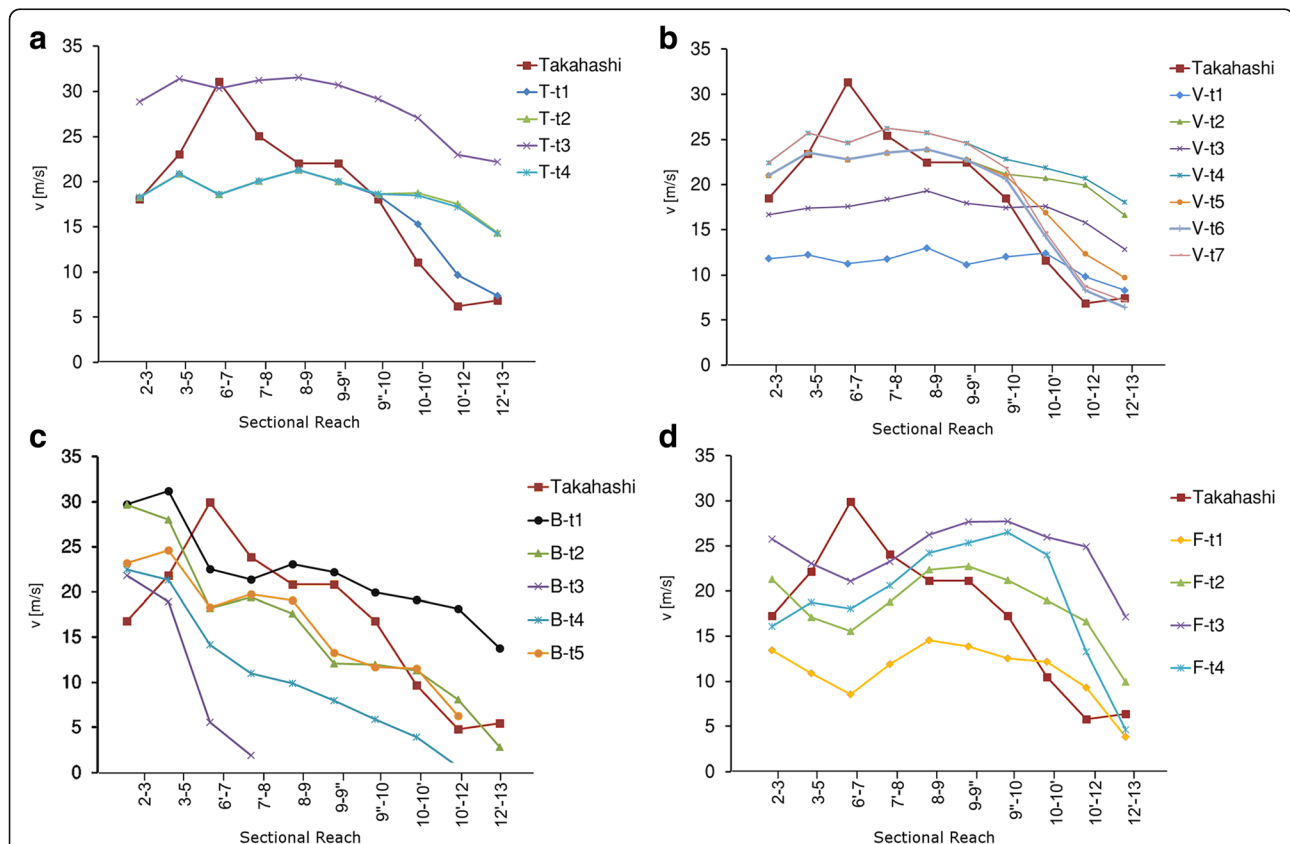 a
35
30
25
20
15
10
5
0
v [m/s]
2-3
3-5
6'-7
7'-8
8-9
9-9"
9"-10
10-10'
10'-12
12'-13
Sectional Reach
Takahashi
T-t1
T-t2
T-t3
T-t4
b
35
30
25
20
15
10
5
0
v [m/s]
2-3
3-5
6'-7
7'-8
8-9
9-9"
9"-10
10-10'
10'-12
12'-13
Sectional Reach
Takahashi
V-t1
V-t2
V-t3
V-t4
V-t5
V-t6
V-t7
c
35
30
25
20
15
10
5
0
v [m/s]
2-3
3-5
6'-7
7'-8
8-9
9-9"
9"-10
10-10'
10'-12
12'-13
Sectional Reach
Takahashi
B-t1
B-t2
B-t3
B-t4
B-t5
d
35
30
25
20
15
10
5
0
v [m/s]
2-3
3-5
6'-7
7'-8
8-9
9-9"
9"-10
10-10'
10'-12
12'-13
Sectional Reach
Takahashi
F-t1
F-t2
F-t3
F-t4